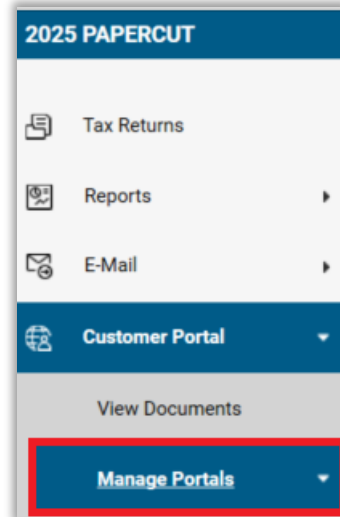 2025 PAPERCUT
Tax Returns
Reports
E-Mail
Customer Portal
View Documents
Manage Portals